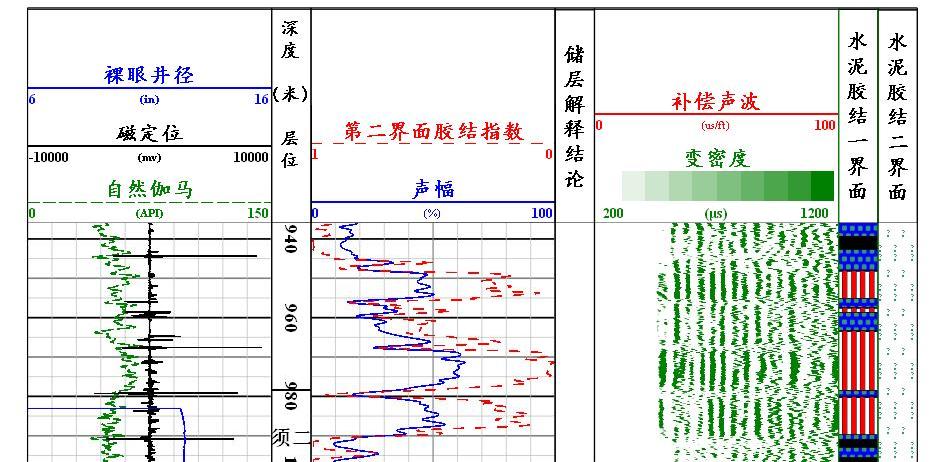 裸眼井径
6 (in) 16
磁定位
-10000 (mv) 10000
自然伽马
0 (API) 150
深度
(米)
层位
第二界面胶结指数
1 0
声幅
0 (%) 100
储层解释结论
补偿声波
0 (us/ft) 100
变密度
200 (μs) 1200
水泥胶结一界面
水泥胶结二界面
940
960
980
须二